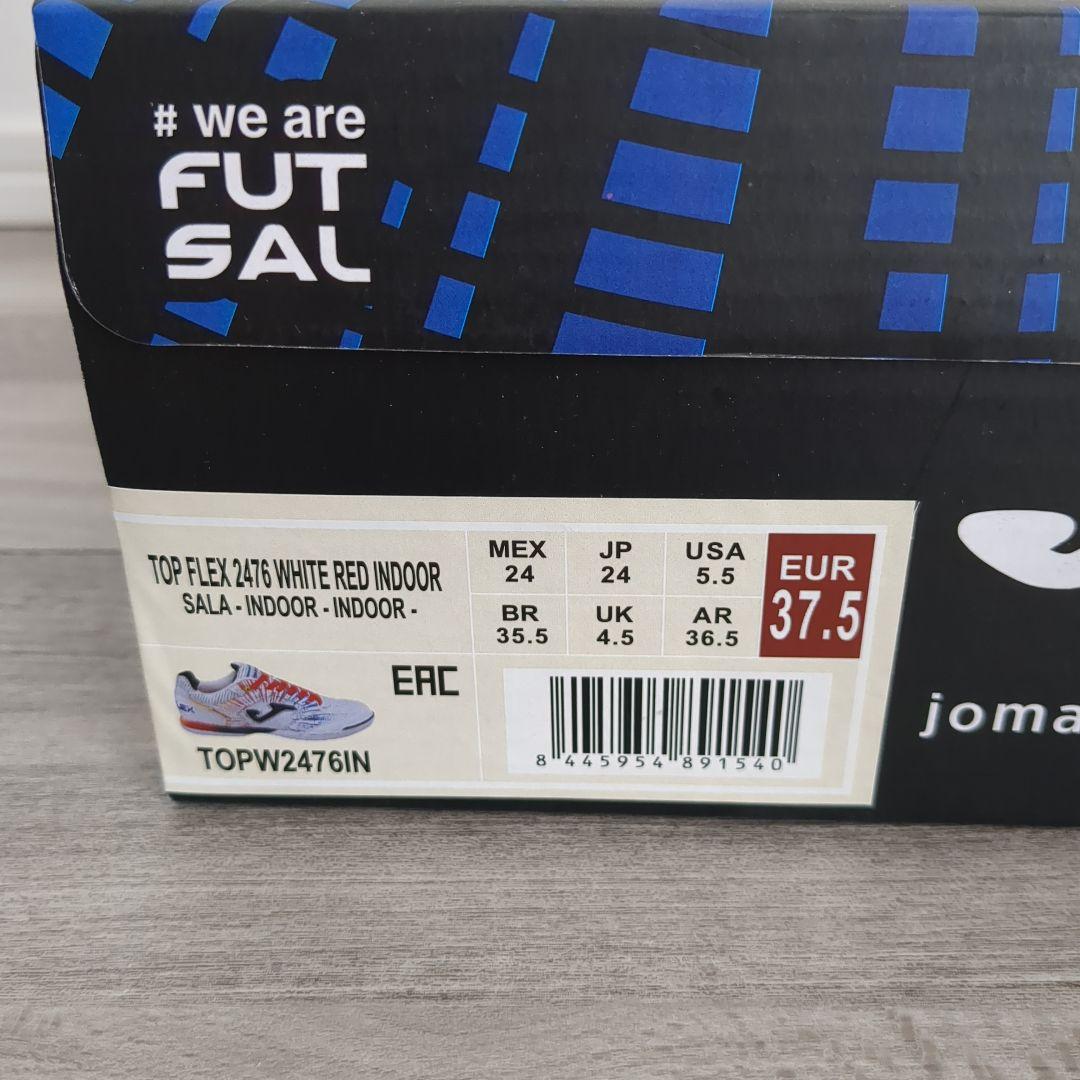 # we are
FUT
SAL
TOP FLEX 2476 WHITE RED INDOOR
SALA - INDOOR - INDOOR -
MEX
24
JP
24
USA
5.5
EUR
37.5
BR
35.5
UK
4.5
AR
36.5
EAC
TOPW2476IN
8 445954 891540
joma